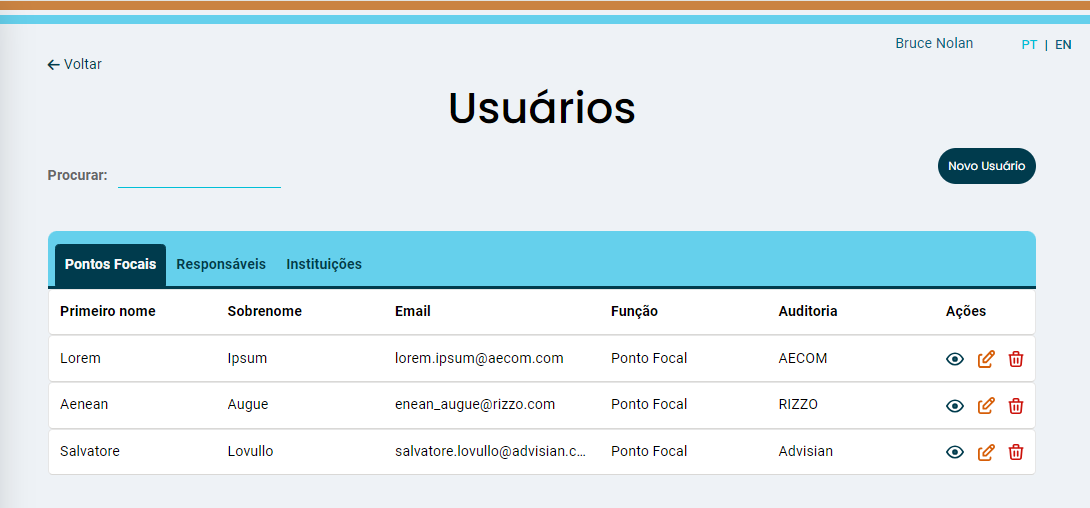 Bruce Nolan PT | EN
Voltar
Usuários
Procurar:
Novo Usuário
Pontos Focais Responsáveis Instituições
Primeiro nome Sobrenome Email Função Auditoria Ações
Lorem Ipsum lorem.ipsum@aecom.com Ponto Focal AECOM
Aenean Augue enean_augue@rizzo.com Ponto Focal RIZZO
Salvatore Lovullo salvatore.lovullo@advisian.c... Ponto Focal Advisian